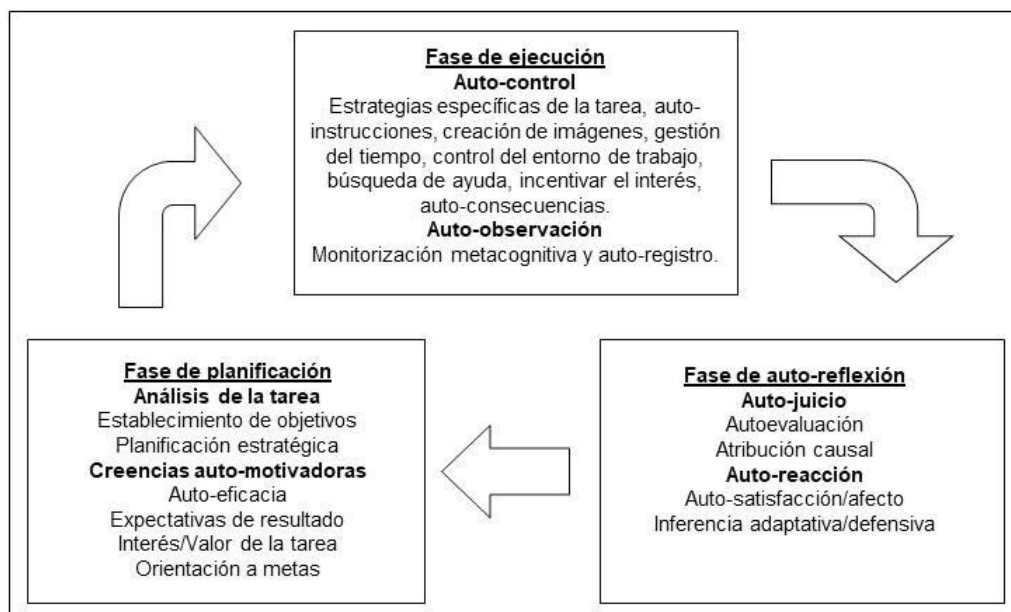 Fase de ejecución
Auto-control
Estrategias específicas de la tarea, auto-
instrucciones, creación de imágenes, gestión
del tiempo, control del entorno de trabajo,
búsqueda de ayuda, incentivar el interés,
auto-consecuencias.
Auto-observación
Monitorización metacognitiva y auto-registro.
Fase de planificación
Análisis de la tarea
Establecimiento de objetivos
Planificación estratégica
Creencias auto-motivadoras
Auto-eficacia
Expectativas de resultado
Interés/Valor de la tarea
Orientación a metas
Fase de auto-reflexión
Auto-juicio
Autoevaluación
Atribución causal
Auto-reacción
Auto-satisfacción/afecto
Inferencia adaptativa/defensiva